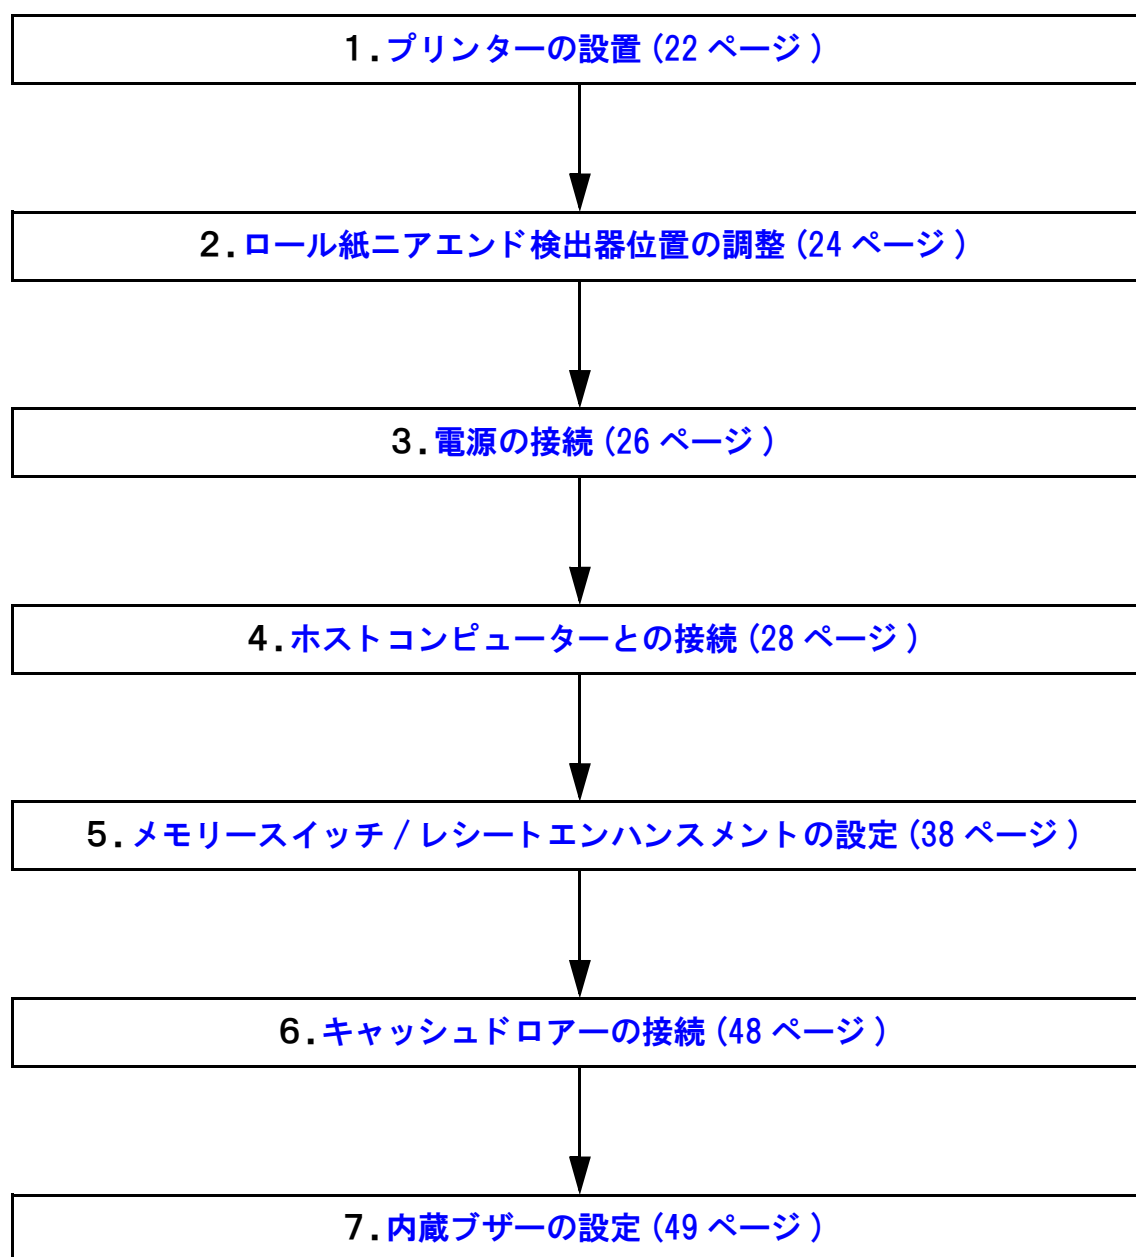 1.プリンターの設置 (22 ページ )
2.ロール紙ニアエンド検出器位置の調整 (24 ページ )
3.電源の接続 (26 ページ )
4.ホストコンピューターとの接続 (28 ページ )
5.メモリースイッチ / レシートエンハンスメントの設定 (38 ページ )
6.キャッシュドロアーの接続 (48 ページ )
7.内蔵ブザーの設定 (49 ページ )